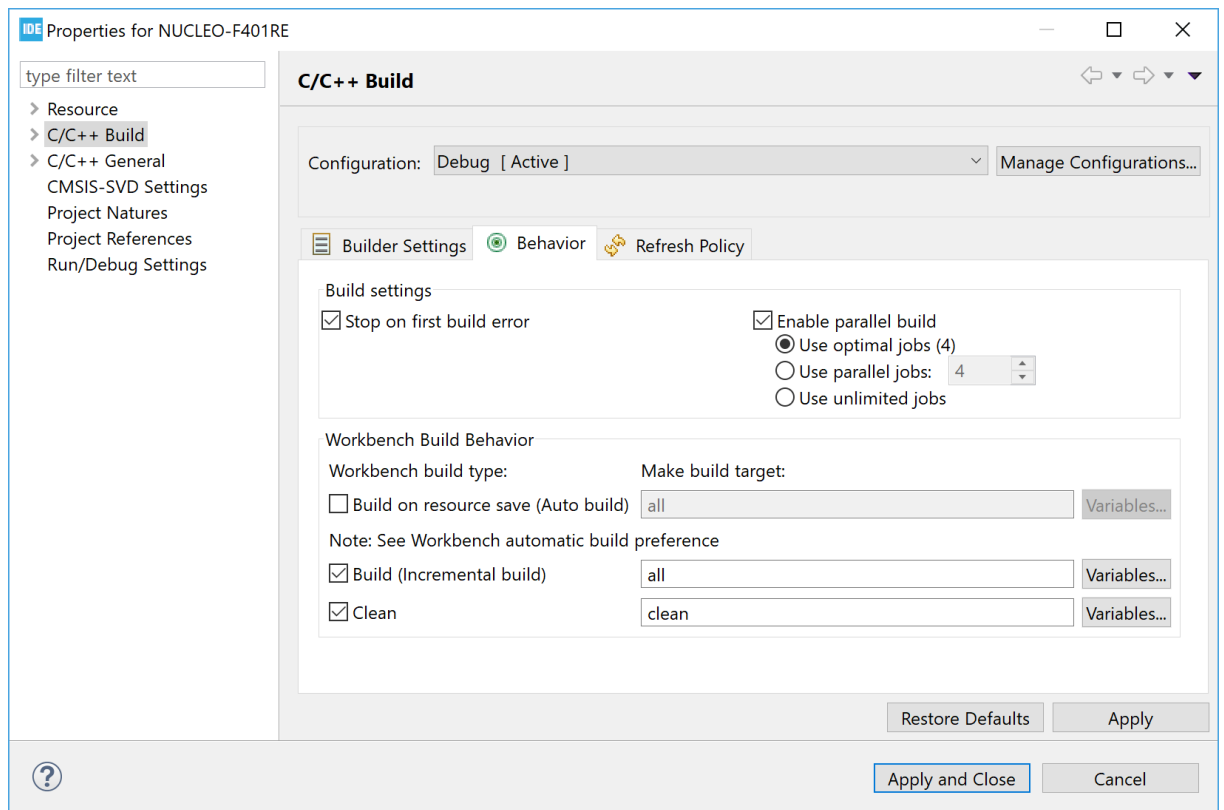 IDE Properties for NUCLEO-F401RE
type filter text
Resource
C/C++ Build
C/C++ General
CMSIS-SVD Settings
Project Natures
Project References
Run/Debug Settings
C/C++ Build
Configuration: Debug [ Active ] Manage Configurations...
Builder Settings Behavior Refresh Policy
Build settings
Stop on first build error Enable parallel build
Use optimal jobs (4)
Use parallel jobs: 4
Use unlimited jobs
Workbench Build Behavior
Workbench build type: Make build target:
Build on resource save (Auto build) all Variables...
Note: See Workbench automatic build preference
Build (Incremental build) all Variables...
Clean clean Variables...
Restore Defaults Apply
? Apply and Close Cancel